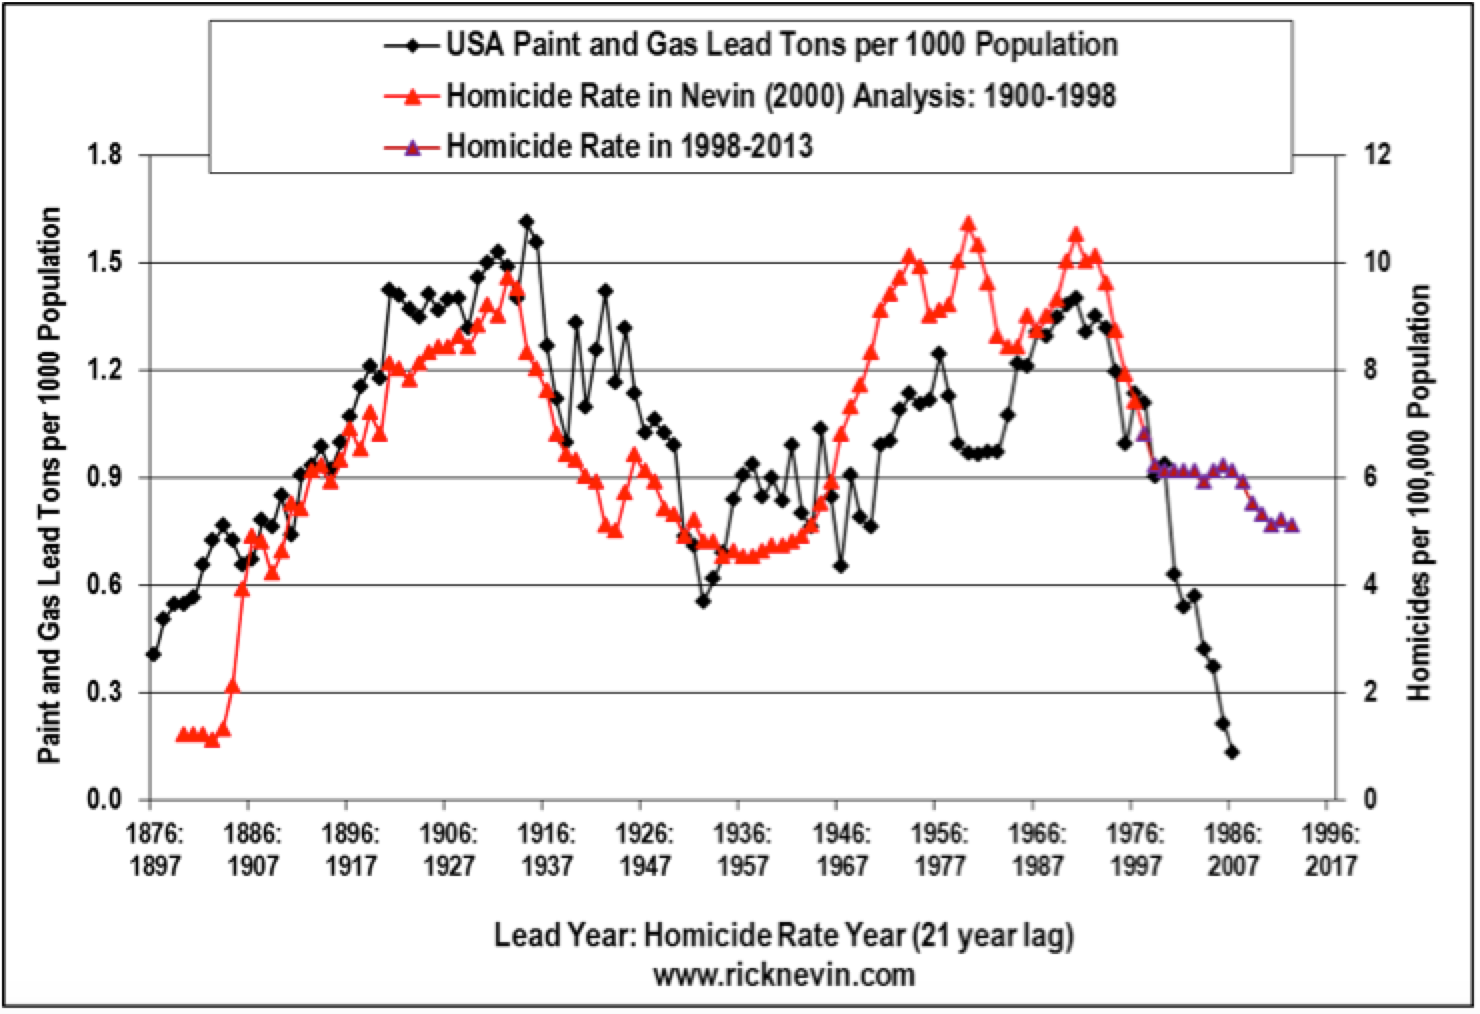 USA Paint and Gas Lead Tons per 1000 Population
Homicide Rate in Nevin (2000) Analysis: 1900-1998
Homicide Rate in 1998-2013
Paint and Gas Lead Tons per 1000 Population
1.8
1.5
1.2
0.9
0.6
0.3
0.0
12
10
8
6
4
2
0
Homicides per 100,000 Population
1876: 1886: 1896: 1906: 1916: 1926: 1936: 1946: 1956: 1966: 1976: 1986: 1996:
1897 1907 1917 1927 1937 1947 1957 1967 1977 1987 1997 2007 2017
Lead Year: Homicide Rate Year (21 year lag)
www.ricknevin.com